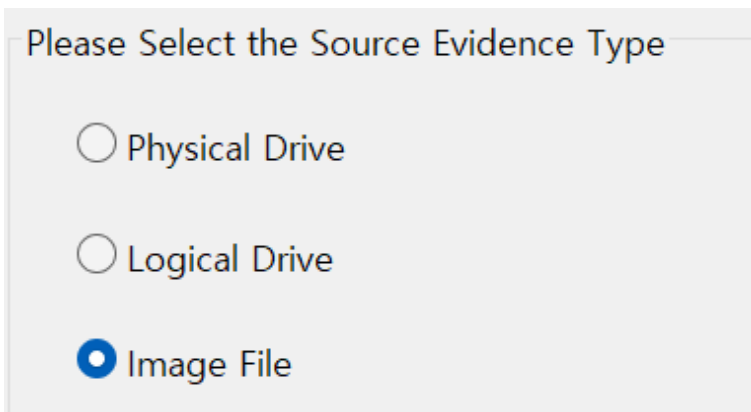 Please Select the Source Evidence Type
Physical Drive
Logical Drive
Image File